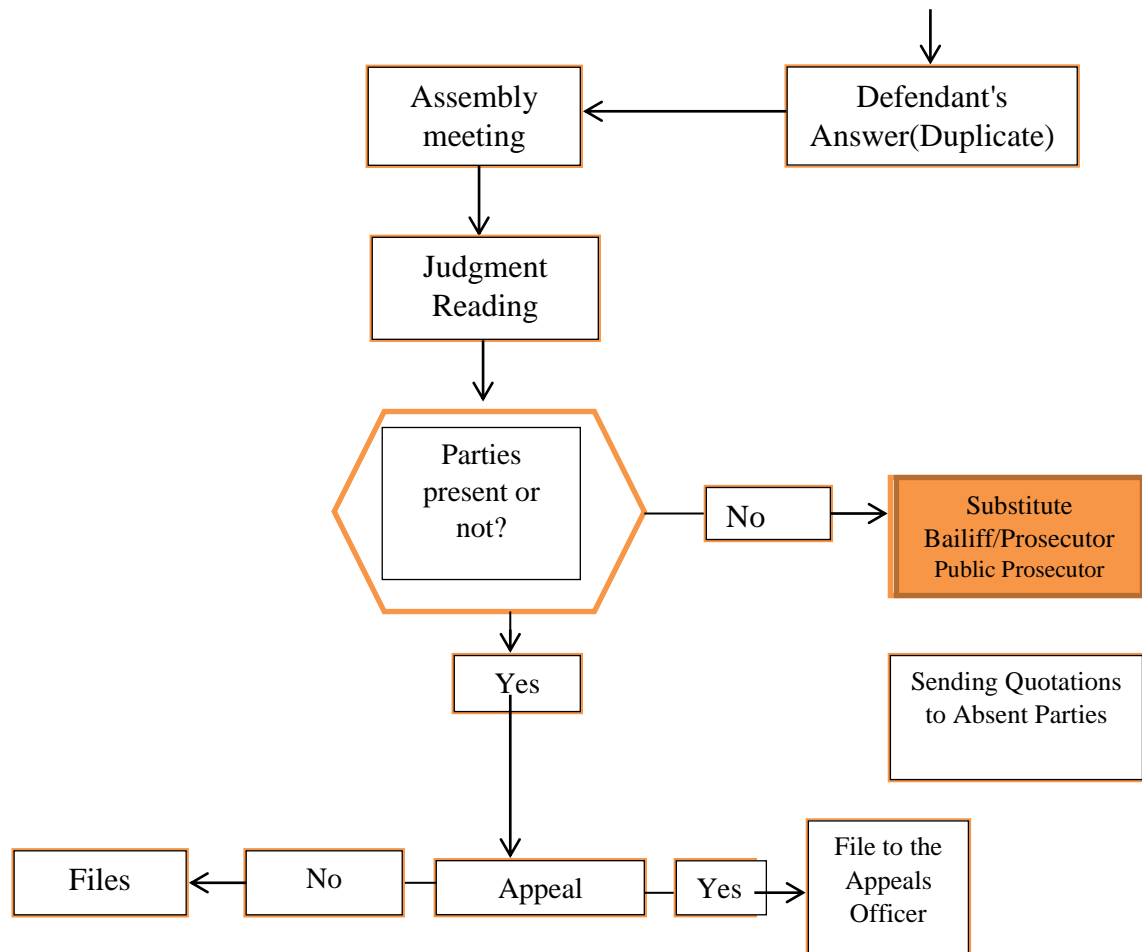 Assembly
meeting
Defendant's
Answer(Duplicate)
Judgment
Reading
Parties
present or
not?
No
Substitute
Bailiff/Prosecutor
Public Prosecutor
Yes
Sending Quotations
to Absent Parties
Files
No
Appeal
Yes
File to the
Appeals
Officer